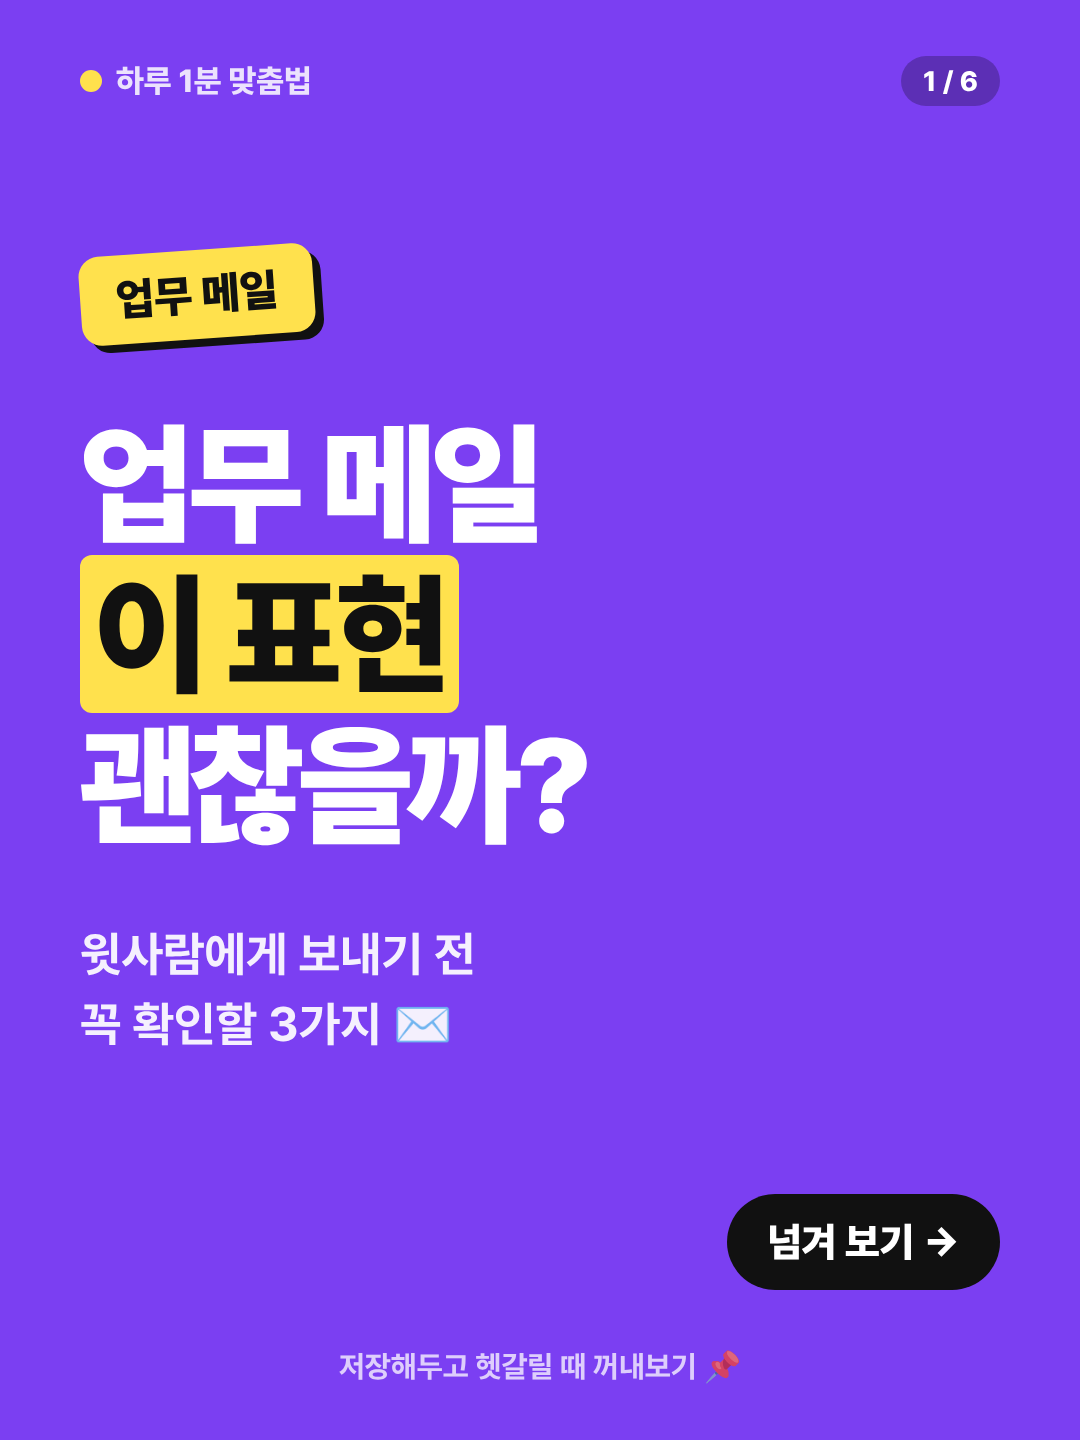 하루 1분 맞춤법
1 / 6
업무 메일
업무 메일
이 표현
괜찮을까?
윗사람에게 보내기 전
꼭 확인할 3가지 ✉️
넘겨 보기 →
저장해두고 헷갈릴 때 꺼내보기 📌